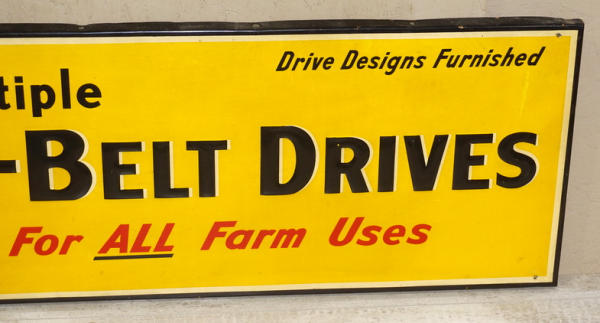 Drive Designs Furnished
tiple
-BELT DRIVES
For ALL Farm Uses